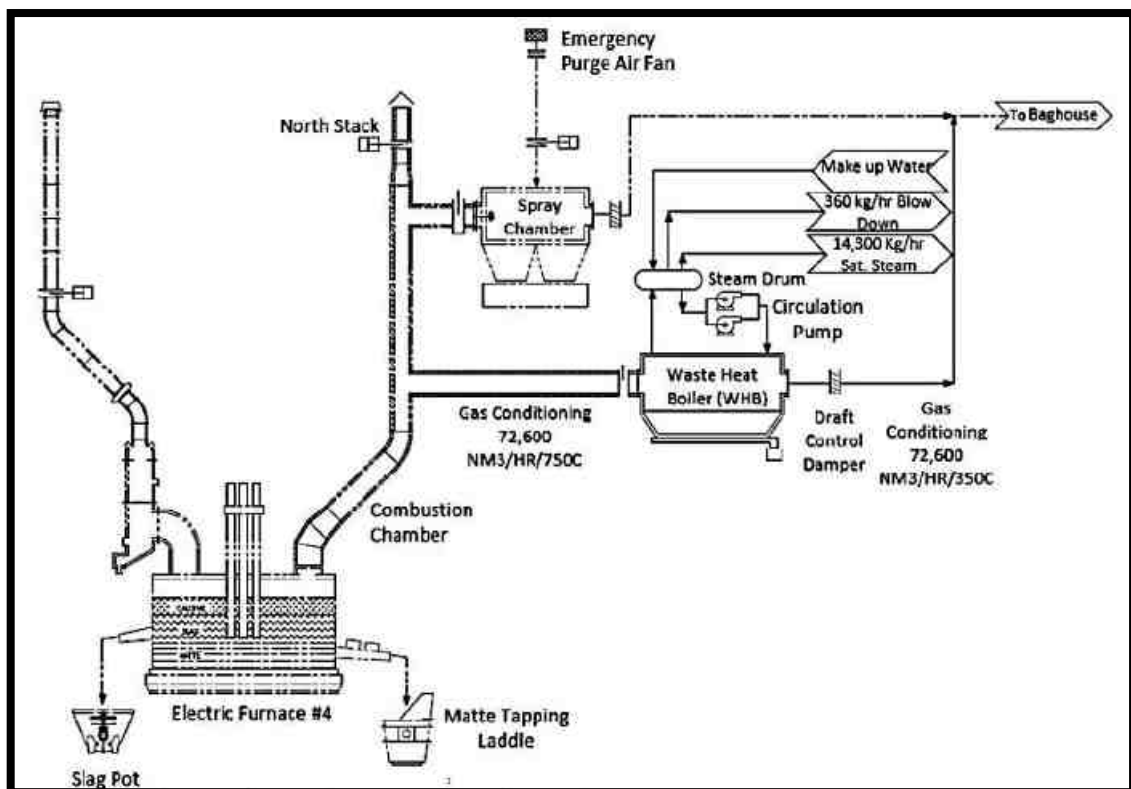 Emergency
Purge Air Fan
North Stack
To Baghouse
Make up Water
Spray
Chamber
360 kg/hr Blow
Down
14,300 Kg/hr
Sat. Steam
Steam Drum
Circulation
Pump
Waste Heat
Boiler (WHB)
Gas Conditioning
72,600
NM3/HR/750C
Draft
Control
Damper
Gas
Conditioning
72,600
NM3/HR/350C
Combustion
Chamber
Electric Furnace #4
Matte Tapping
Laddle
Slag Pot